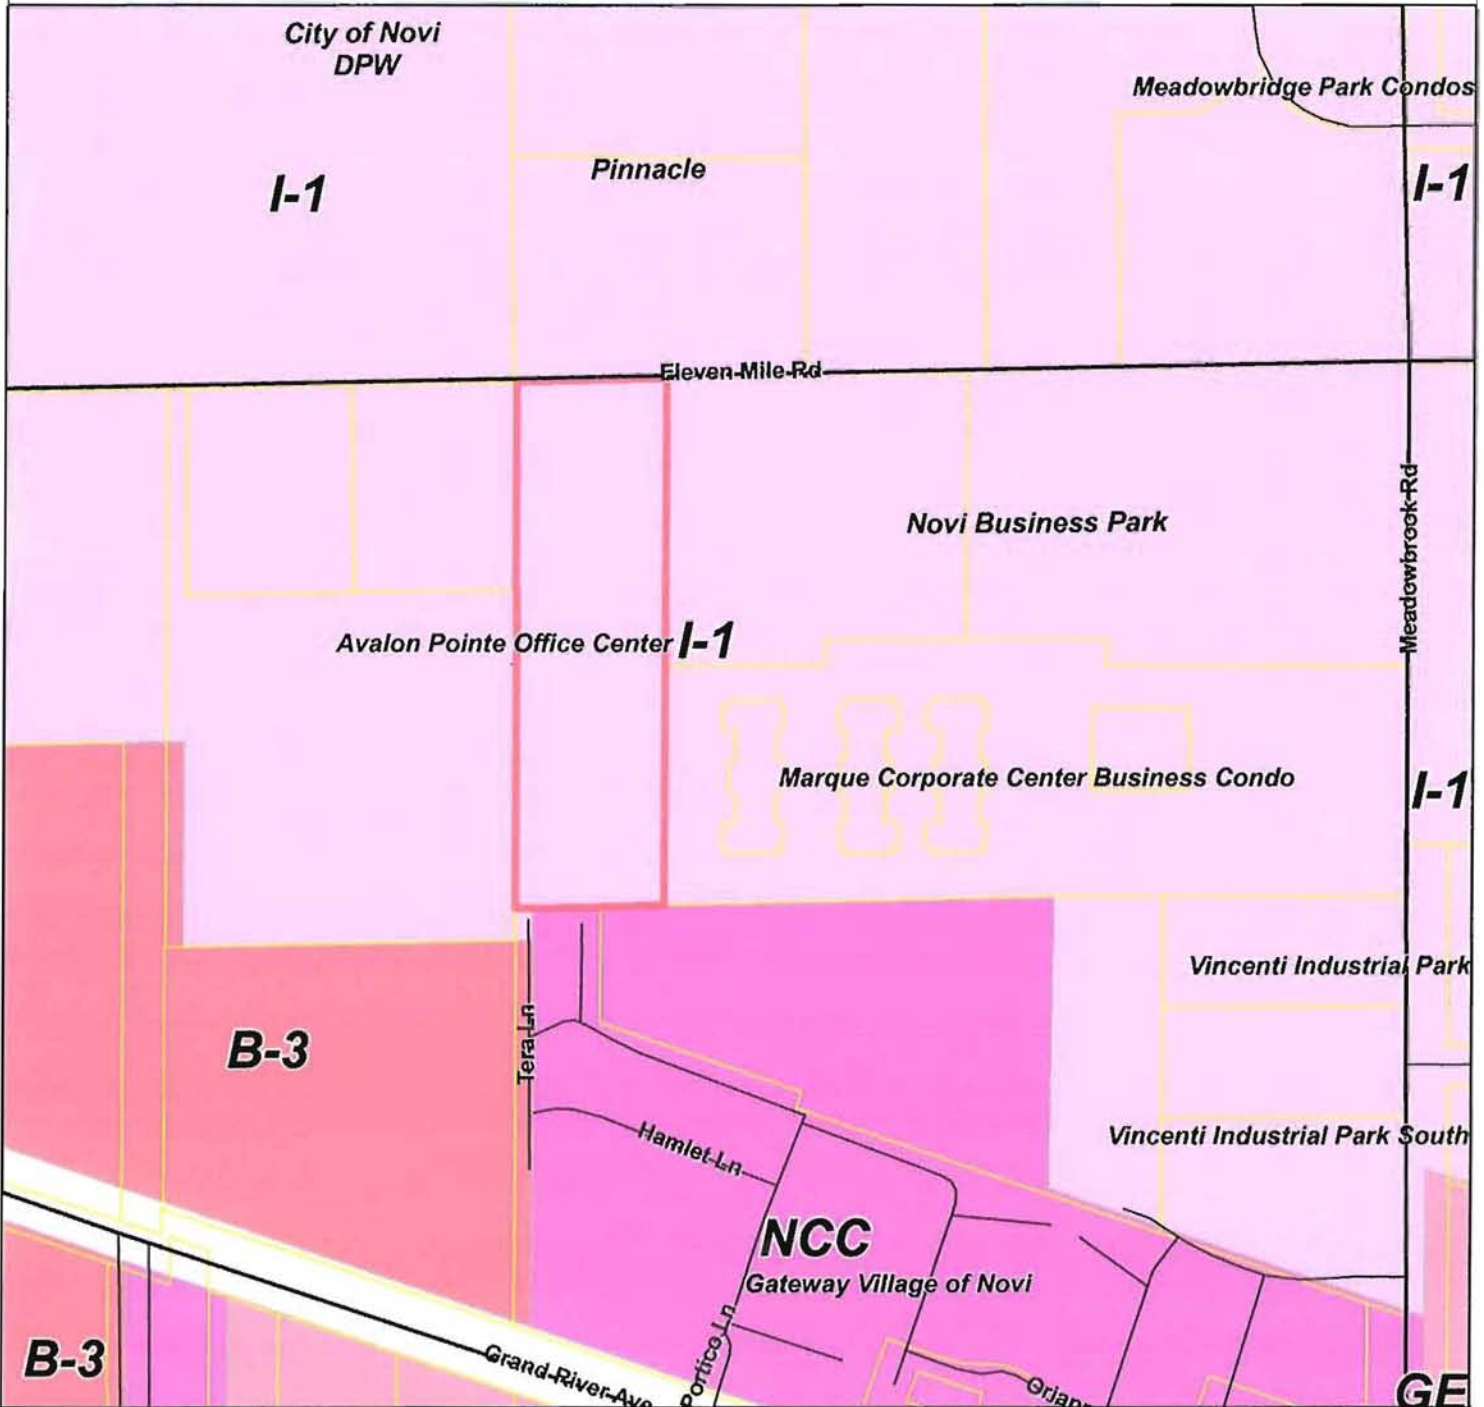 City of Novi
DPW
Meadowbridge Park Condos
Pinnacle
I-1
I-1
Eleven Mile Rd
Novi Business Park
Meadowbrook Rd
Avalon Pointe Office Center
I-1
Marque Corporate Center Business Condo
I-1
Vincenti Industrial Park
B-3
Tera Ln
Hamlet Ln
Vincenti Industrial Park South
NCC
Gateway Village of Novi
B-3
Grand River Ave
Portico Ln
GE